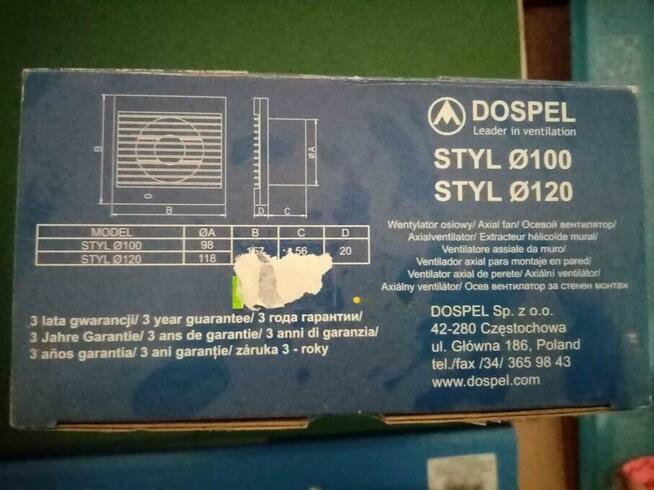 DOSPEL
Leader in ventilation
STYL Ø100
STYL Ø120
B
ØA
B
D
C
MODEL ØA B C D
STYL Ø100 98 20
STYL Ø120 118
Wentylator osiowy/ Axial fan/ Осевой вентилятор/
Axialventilator/ Extracteur hélicoïde mural/
Ventilatore assiale da muro/
Ventilador axial para montaje en pared/
Ventilator axial de perete/ Axiální ventilátor/
Axiálny ventilátor/ Осев вентилатор за стенен монтаж
3 lata gwarancji/ 3 year guarantee/ 3 года гарантии/
3 Jahre Garantie/ 3 ans de garantie/ 3 anni di garanzia/
3 años garantia/ 3 ani garanție/ záruka 3 - roky
DOSPEL Sp. z o.o.
42-280 Częstochowa
ul. Główna 186, Poland
tel./fax /34/ 365 98 43
www.dospel.com